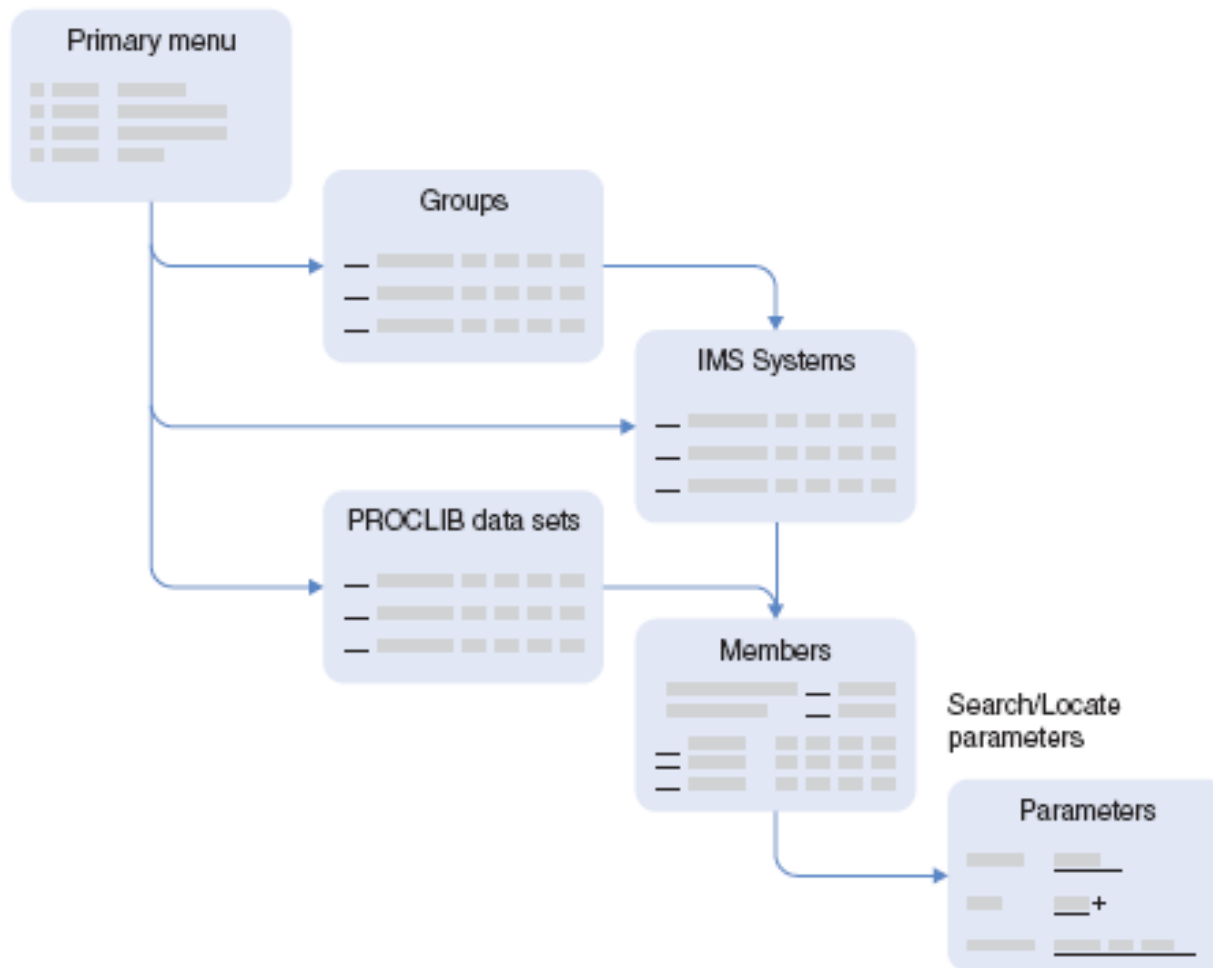 Primary menu
Groups
IMS Systems
PROCLIB data sets
Members
Search/Locate
parameters
Parameters
+